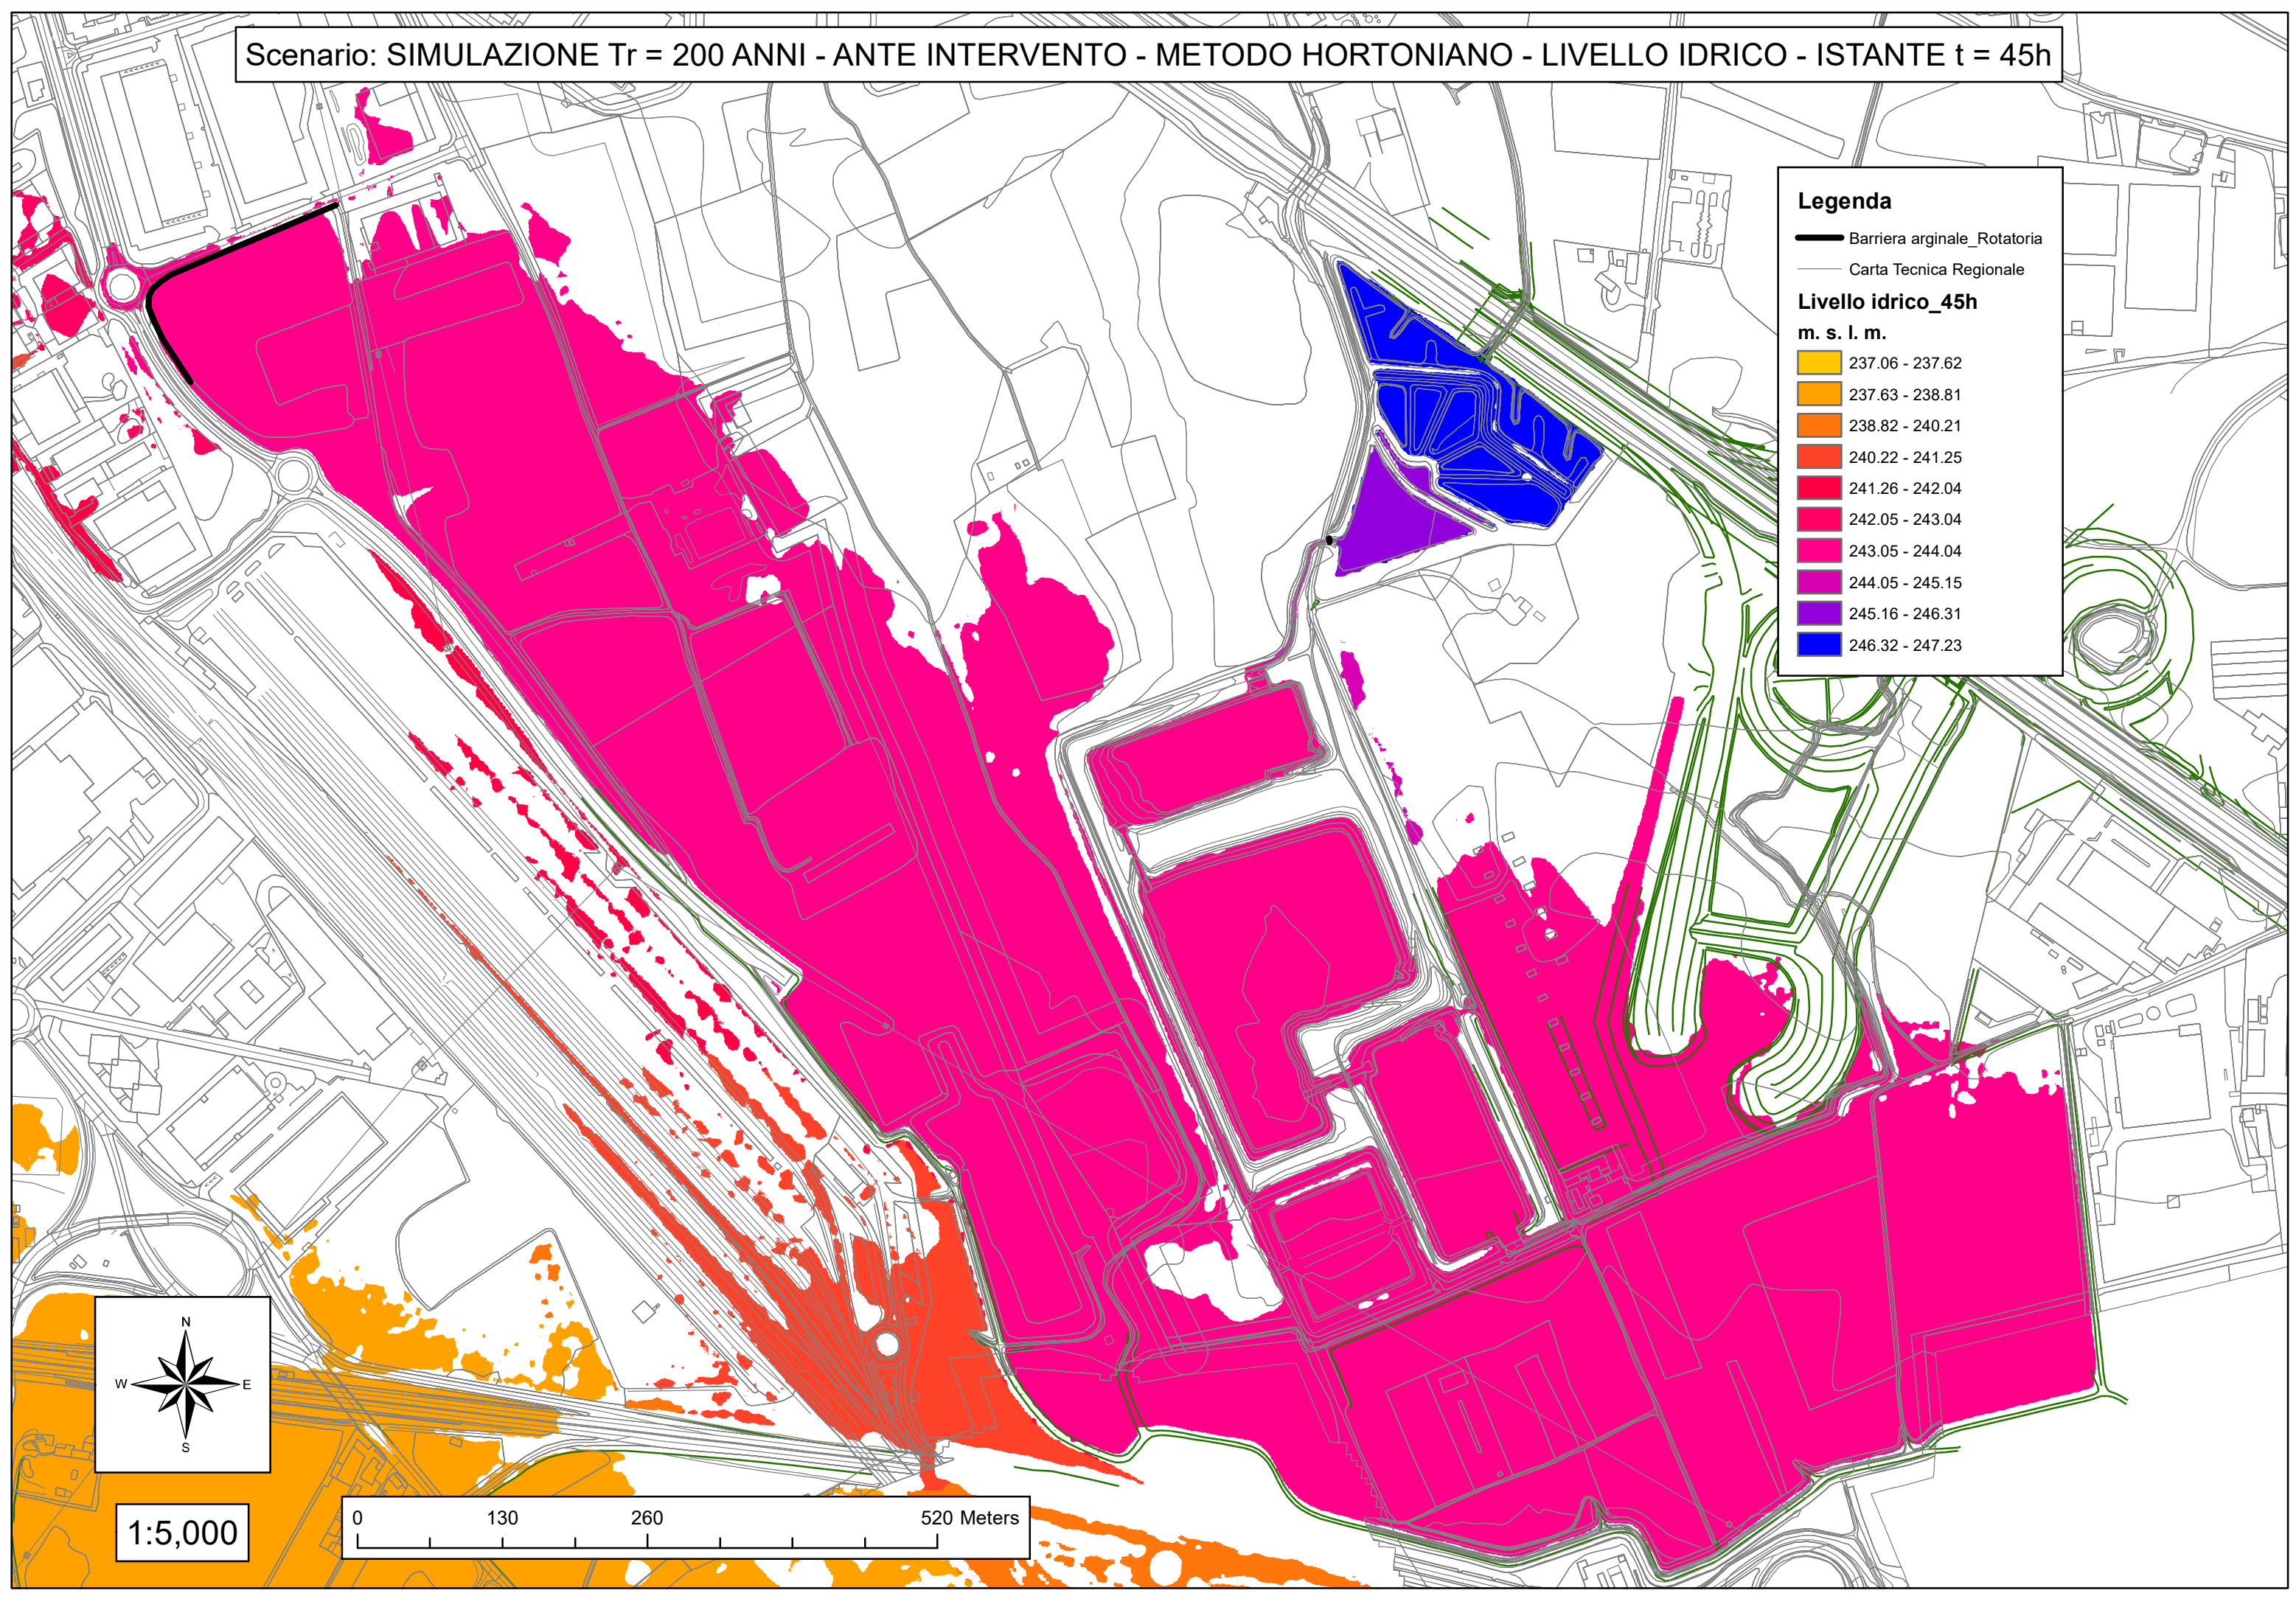 Scenario: SIMULAZIONE Tr = 200 ANNI - ANTE INTERVENTO - METODO HORTONIANO - LIVELLO IDRICO - ISTANTE t = 45h
Legenda
Barriera arginale_Rotatoria
Carta Tecnica Regionale
Livello idrico_45h
m. s. l. m.
237.06 - 237.62
237.63 - 238.81
238.82 - 240.21
240.22 - 241.25
241.26 - 242.04
242.05 - 243.04
243.05 - 244.04
244.05 - 245.15
245.16 - 246.31
246.32 - 247.23
N
W E
S
1:5,000
0 130 260 520 Meters